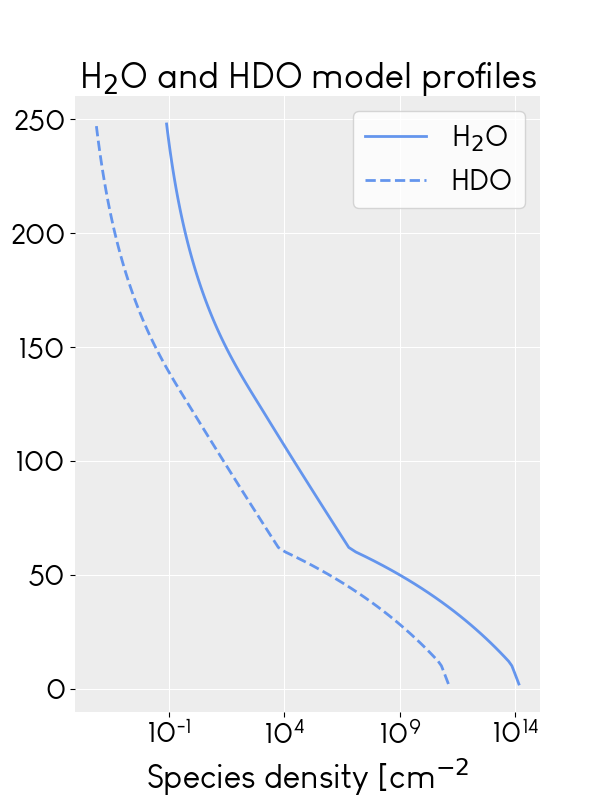 H₂O and HDO model profiles
250
200
150
100
50
0
H₂O
HDO
10⁻¹
10⁴
10⁹
10¹⁴
Species density [cm⁻²